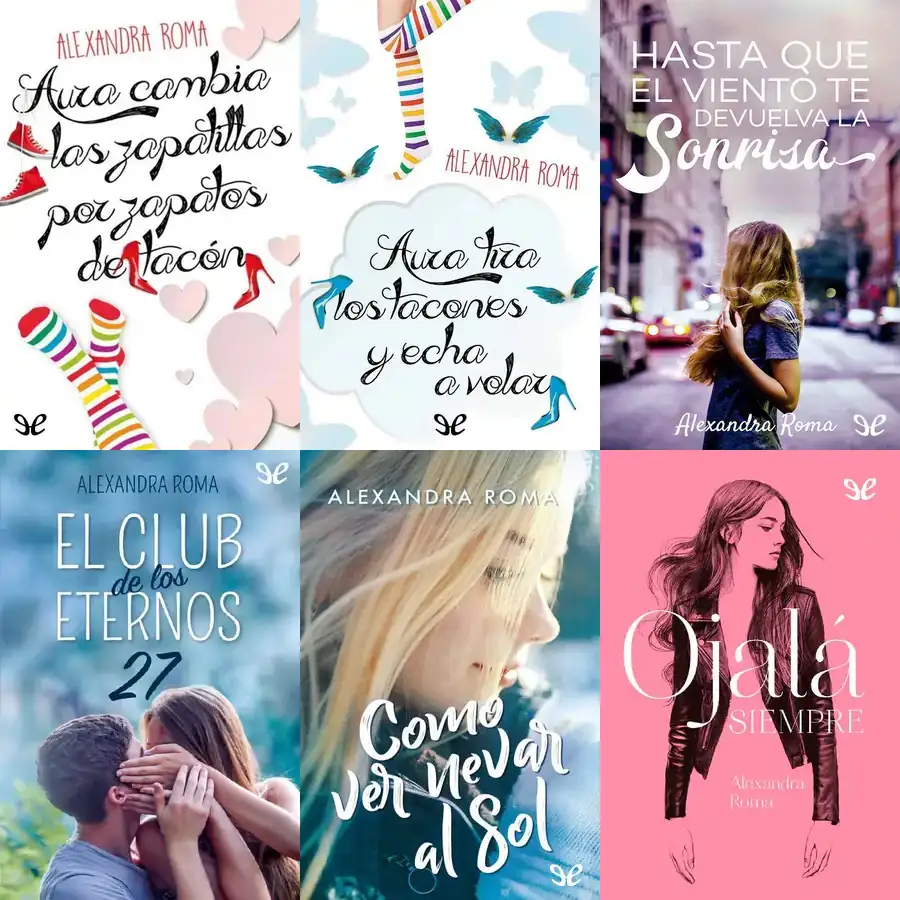 ALEXANDRA ROMA
Aura cambia
las zapatillas
por zapatos
de tacón
ALEXANDRA ROMA
Aura tira
los tacones
y echa
a volar
HASTA QUE
EL VIENTO TE
DEVUELVA LA
Sonrisa
Alexandra Roma
ALEXANDRA ROMA
EL CLUB
de los
ETERNOS
27
ALEXANDRA ROMA
Como
ver nevar
al Sol
Ojalá
SIEMPRE
Alexandra
Roma